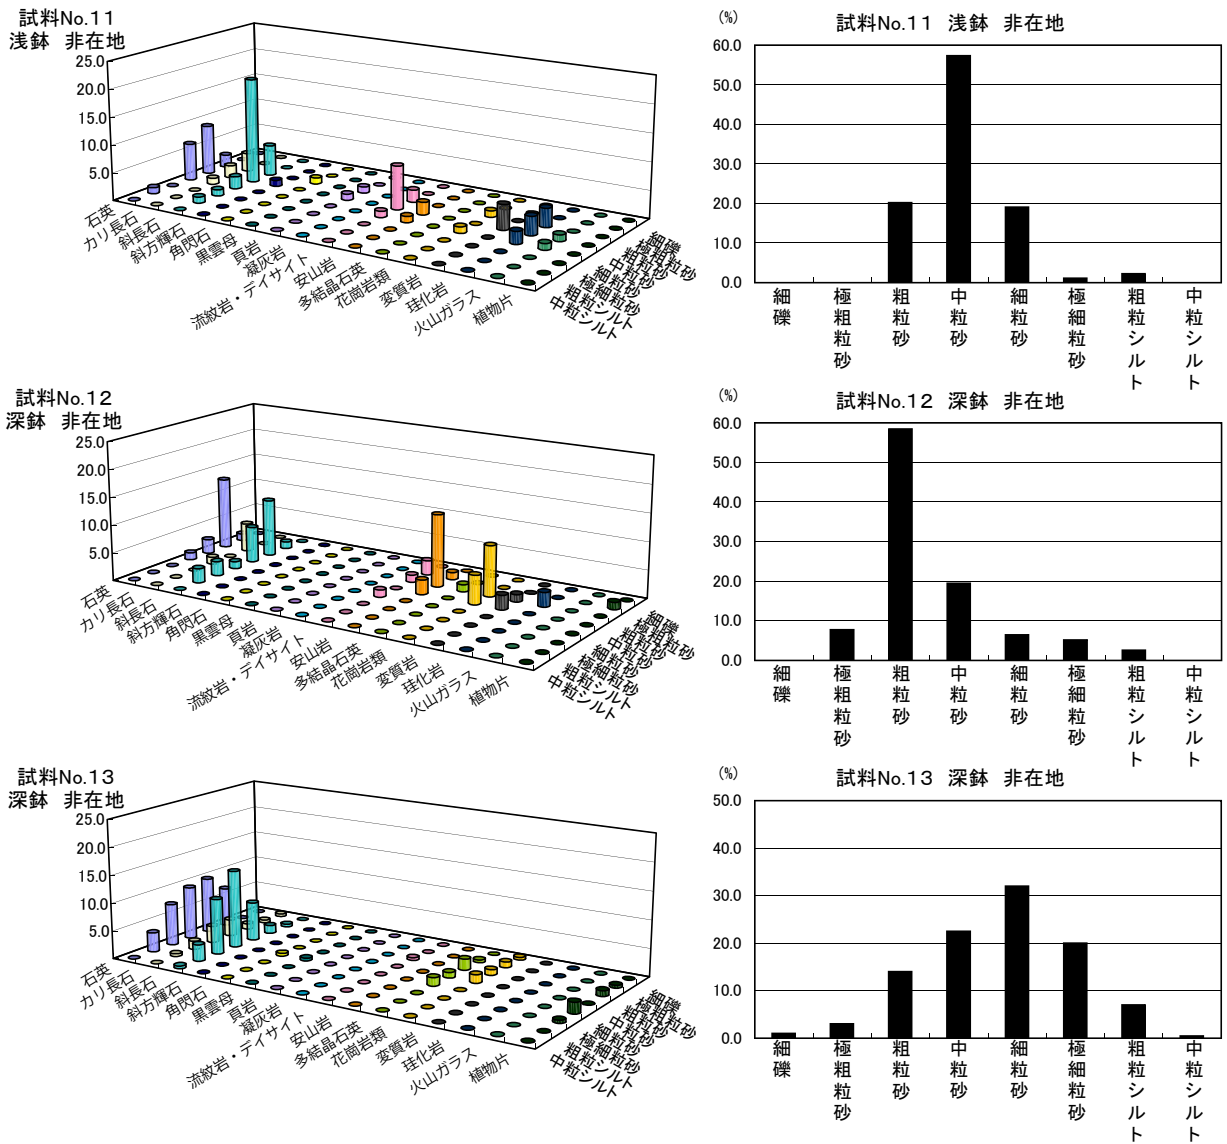 試料No.11
浅鉢　非在地
25.0
20.0
15.0
10.0
5.0
石英
カリ長石
斜長石
斜方輝石
角閃石
黒雲母
頁岩
凝灰岩
流紋岩・デイサイト
安山岩
多結晶石英
花崗岩類
変質岩
珪化岩
火山ガラス
植物片
細礫
極粗粒砂
粗粒砂
中粒砂
細粒砂
極細粒砂
粗粒シルト
中粒シルト
(%)
試料No.11　浅鉢　非在地
60.0
50.0
40.0
30.0
20.0
10.0
0.0
細礫
極粗粒砂
粗粒砂
中粒砂
細粒砂
極細粒砂
粗粒シルト
中粒シルト
試料No.12
深鉢　非在地
25.0
20.0
15.0
10.0
5.0
石英
カリ長石
斜長石
斜方輝石
角閃石
黒雲母
頁岩
凝灰岩
流紋岩・デイサイト
安山岩
多結晶石英
花崗岩類
変質岩
珪化岩
火山ガラス
植物片
細礫
極粗粒砂
粗粒砂
中粒砂
細粒砂
極細粒砂
粗粒シルト
中粒シルト
(%)
試料No.12　深鉢　非在地
60.0
50.0
40.0
30.0
20.0
10.0
0.0
細礫
極粗粒砂
粗粒砂
中粒砂
細粒砂
極細粒砂
粗粒シルト
中粒シルト
試料No.13
深鉢　非在地
25.0
20.0
15.0
10.0
5.0
石英
カリ長石
斜長石
斜方輝石
角閃石
黒雲母
頁岩
凝灰岩
流紋岩・デイサイト
安山岩
多結晶石英
花崗岩類
変質岩
珪化岩
火山ガラス
植物片
細礫
極粗粒砂
粗粒砂
中粒砂
細粒砂
極細粒砂
粗粒シルト
中粒シルト
(%)
試料No.13　深鉢　非在地
50.0
40.0
30.0
20.0
10.0
0.0
細礫
極粗粒砂
粗粒砂
中粒砂
細粒砂
極細粒砂
粗粒シルト
中粒シルト